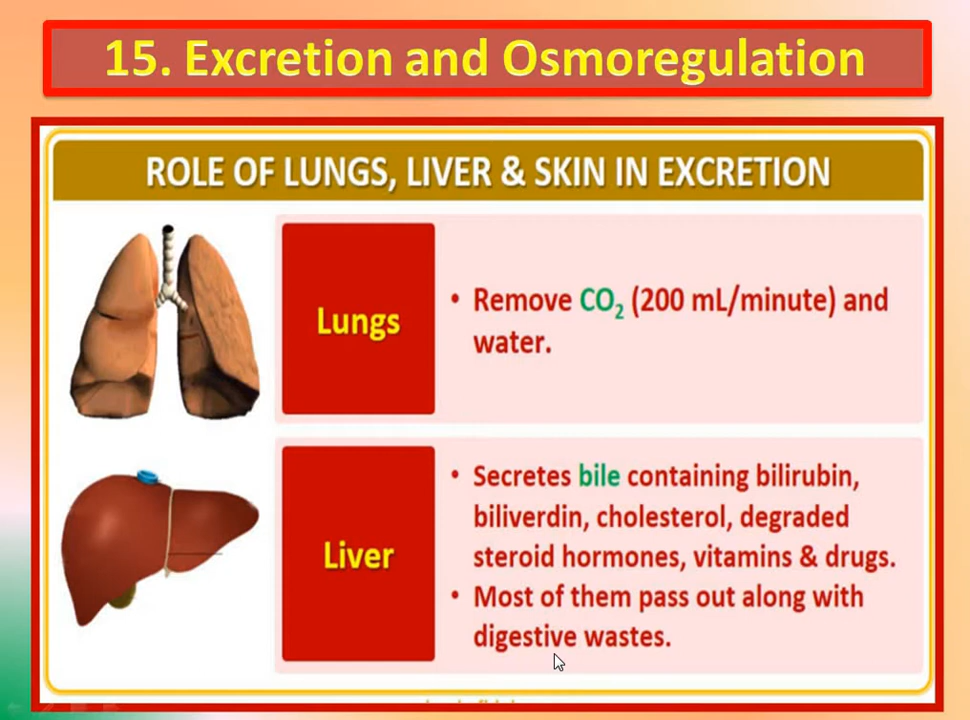 15. Excretion and Osmoregulation
ROLE OF LUNGS, LIVER & SKIN IN EXCRETION
Lungs
• Remove CO₂ (200 mL/minute) and
water.
Liver
• Secretes bile containing bilirubin,
biliverdin, cholesterol, degraded
steroid hormones, vitamins & drugs.
• Most of them pass out along with
digestive wastes.